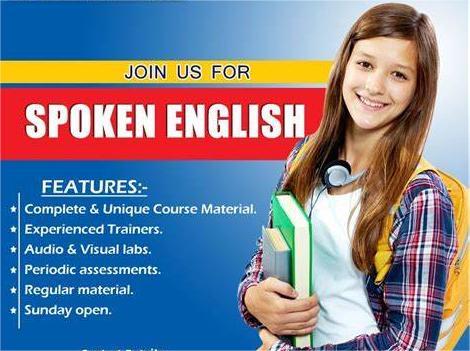 JOIN US FOR
SPOKEN ENGLISH
FEATURES:-
Complete & Unique Course Material.
Experienced Trainers.
Audio & Visual labs.
Periodic assessments.
Regular material.
Sunday open.